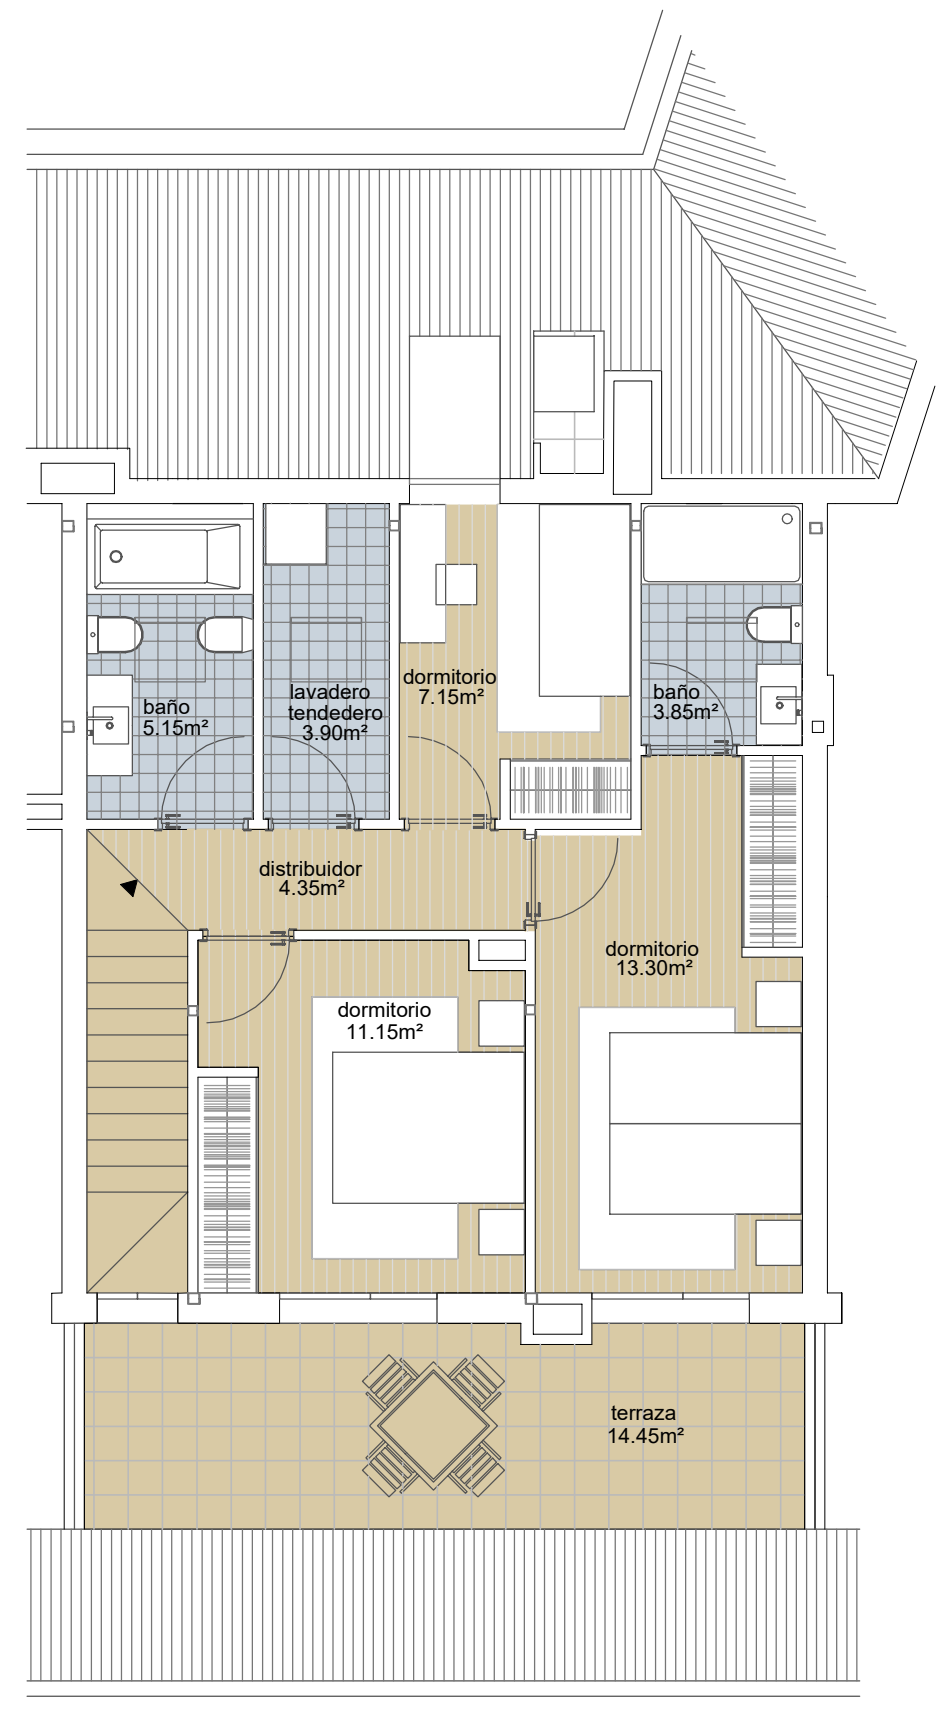 dormitorio
7.15m²
lavadero
tendedero
3.90m²
baño
5.15m²
baño
3.85m²
distribuidor
4.35m²
dormitorio
13.30m²
dormitorio
11.15m²
terraza
14.45m²